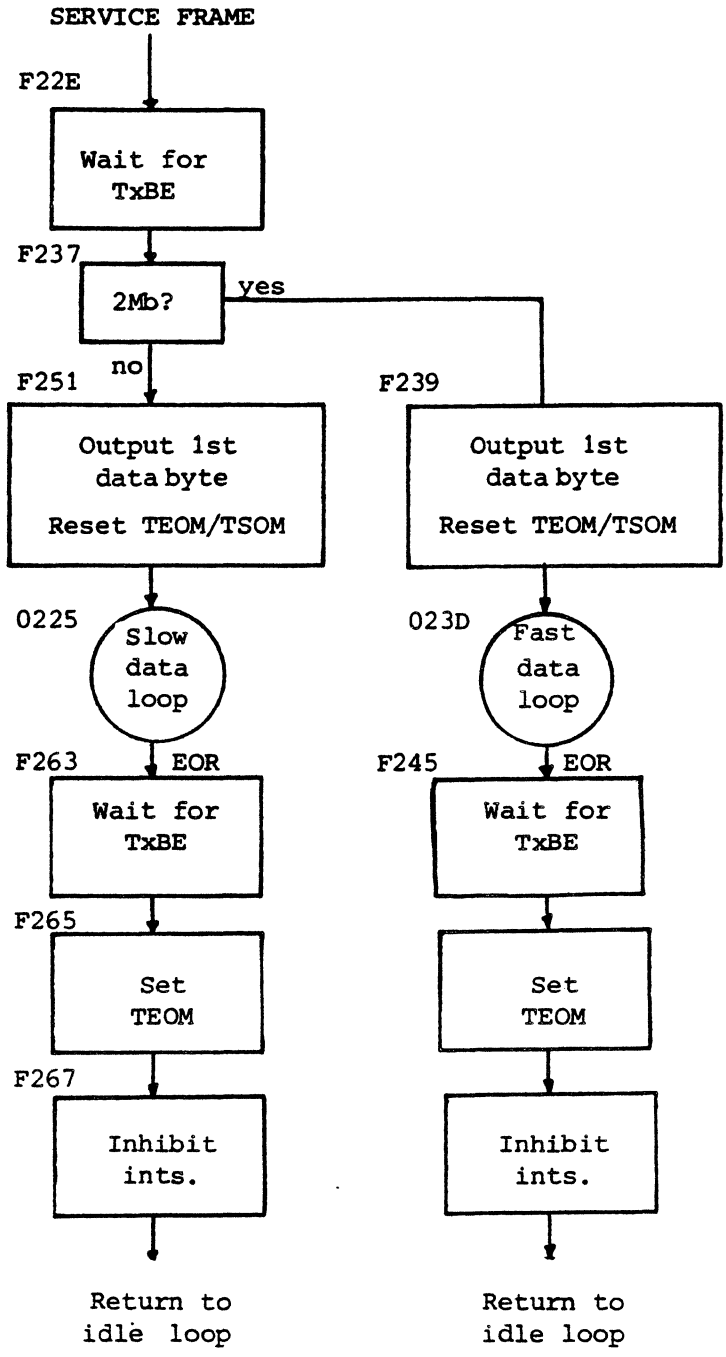 SERVICE FRAME
F22E
Wait for
TxBE
F237
2Mb?
yes
no
F251
Output 1st
data byte
Reset TEOM/TSOM
0225
Slow
data
loop
F263
EOR
Wait for
TxBE
F265
Set
TEOM
F267
Inhibit
ints.
Return to
idle loop
F239
Output 1st
data byte
Reset TEOM/TSOM
023D
Fast
data
loop
F245
EOR
Wait for
TxBE
Set
TEOM
Inhibit
ints.
Return to
idle loop